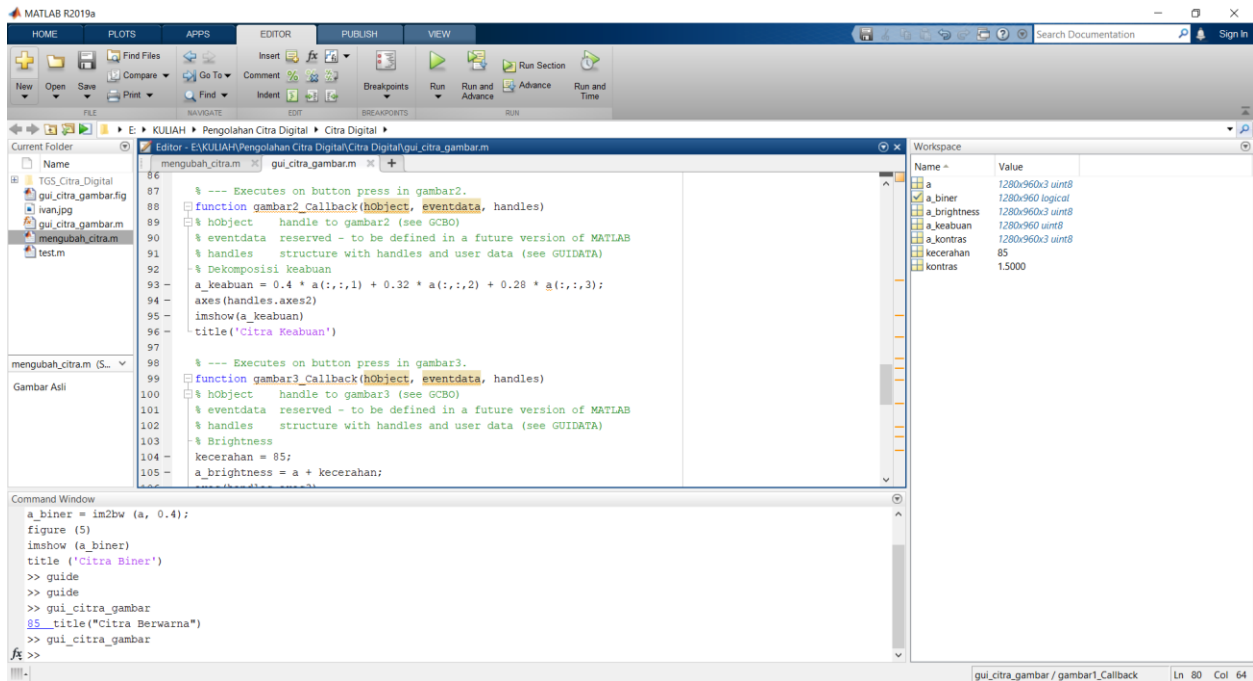 MATLAB R2019a
HOME PLOTS APPS EDITOR PUBLISH VIEW
Search Documentation
Sign In
New Open Save
Find Files
Compare
Print
Go To
Find
Insert
Comment
Indent
Breakpoints
Run
Run and Advance
Run Section
Advance
Run and Time
FILE NAVIGATE EDIT BREAKPOINTS RUN
E: KULIAH Pengolahan Citra Digital Citra Digital
Current Folder
Name
TGS_Citra_Digital
gui_citra_gambar.fig
ivan.jpg
gui_citra_gambar.m
mengubah_citra.m
test.m
mengubah_citra.m (S...
Gambar Asli
Editor - E:\KULIAH\Pengolahan Citra Digital\Citra Digital\gui_citra_gambar.m
mengubah_citra.m gui_citra_gambar.m
86
87 % --- Executes on button press in gambar2.
88 function gambar2_Callback(hObject, eventdata, handles)
89 % hObject handle to gambar2 (see GCBO)
90 % eventdata reserved - to be defined in a future version of MATLAB
91 % handles structure with handles and user data (see GUIDATA)
92 % Dekomposisi keabuan
93 - a_keabuan = 0.4 * a(:,:,1) + 0.32 * a(:,:,2) + 0.28 * a(:,:,3);
94 - axes(handles.axes2)
95 - imshow(a_keabuan)
96 - title('Citra Keabuan')
97
98 % --- Executes on button press in gambar3.
99 function gambar3_Callback(hObject, eventdata, handles)
100 % hObject handle to gambar3 (see GCBO)
101 % eventdata reserved - to be defined in a future version of MATLAB
102 % handles structure with handles and user data (see GUIDATA)
103 % Brightness
104 - kecerahan = 85;
105 - a_brightness = a + kecerahan;
Workspace
Name Value
a 1280x960x3 uint8
a_biner 1280x960 logical
a_brightness 1280x960x3 uint8
a_keabuan 1280x960 uint8
a_kontras 1280x960x3 uint8
kecerahan 85
kontras 1.5000
Command Window
a_biner = im2bw (a, 0.4);
figure (5)
imshow (a_biner)
title ('Citra Biner')
>> guide
>> guide
>> gui_citra_gambar
85 title("Citra Berwarna")
>> gui_citra_gambar
fx >>
gui_citra_gambar / gambar1_Callback Ln 80 Col 64